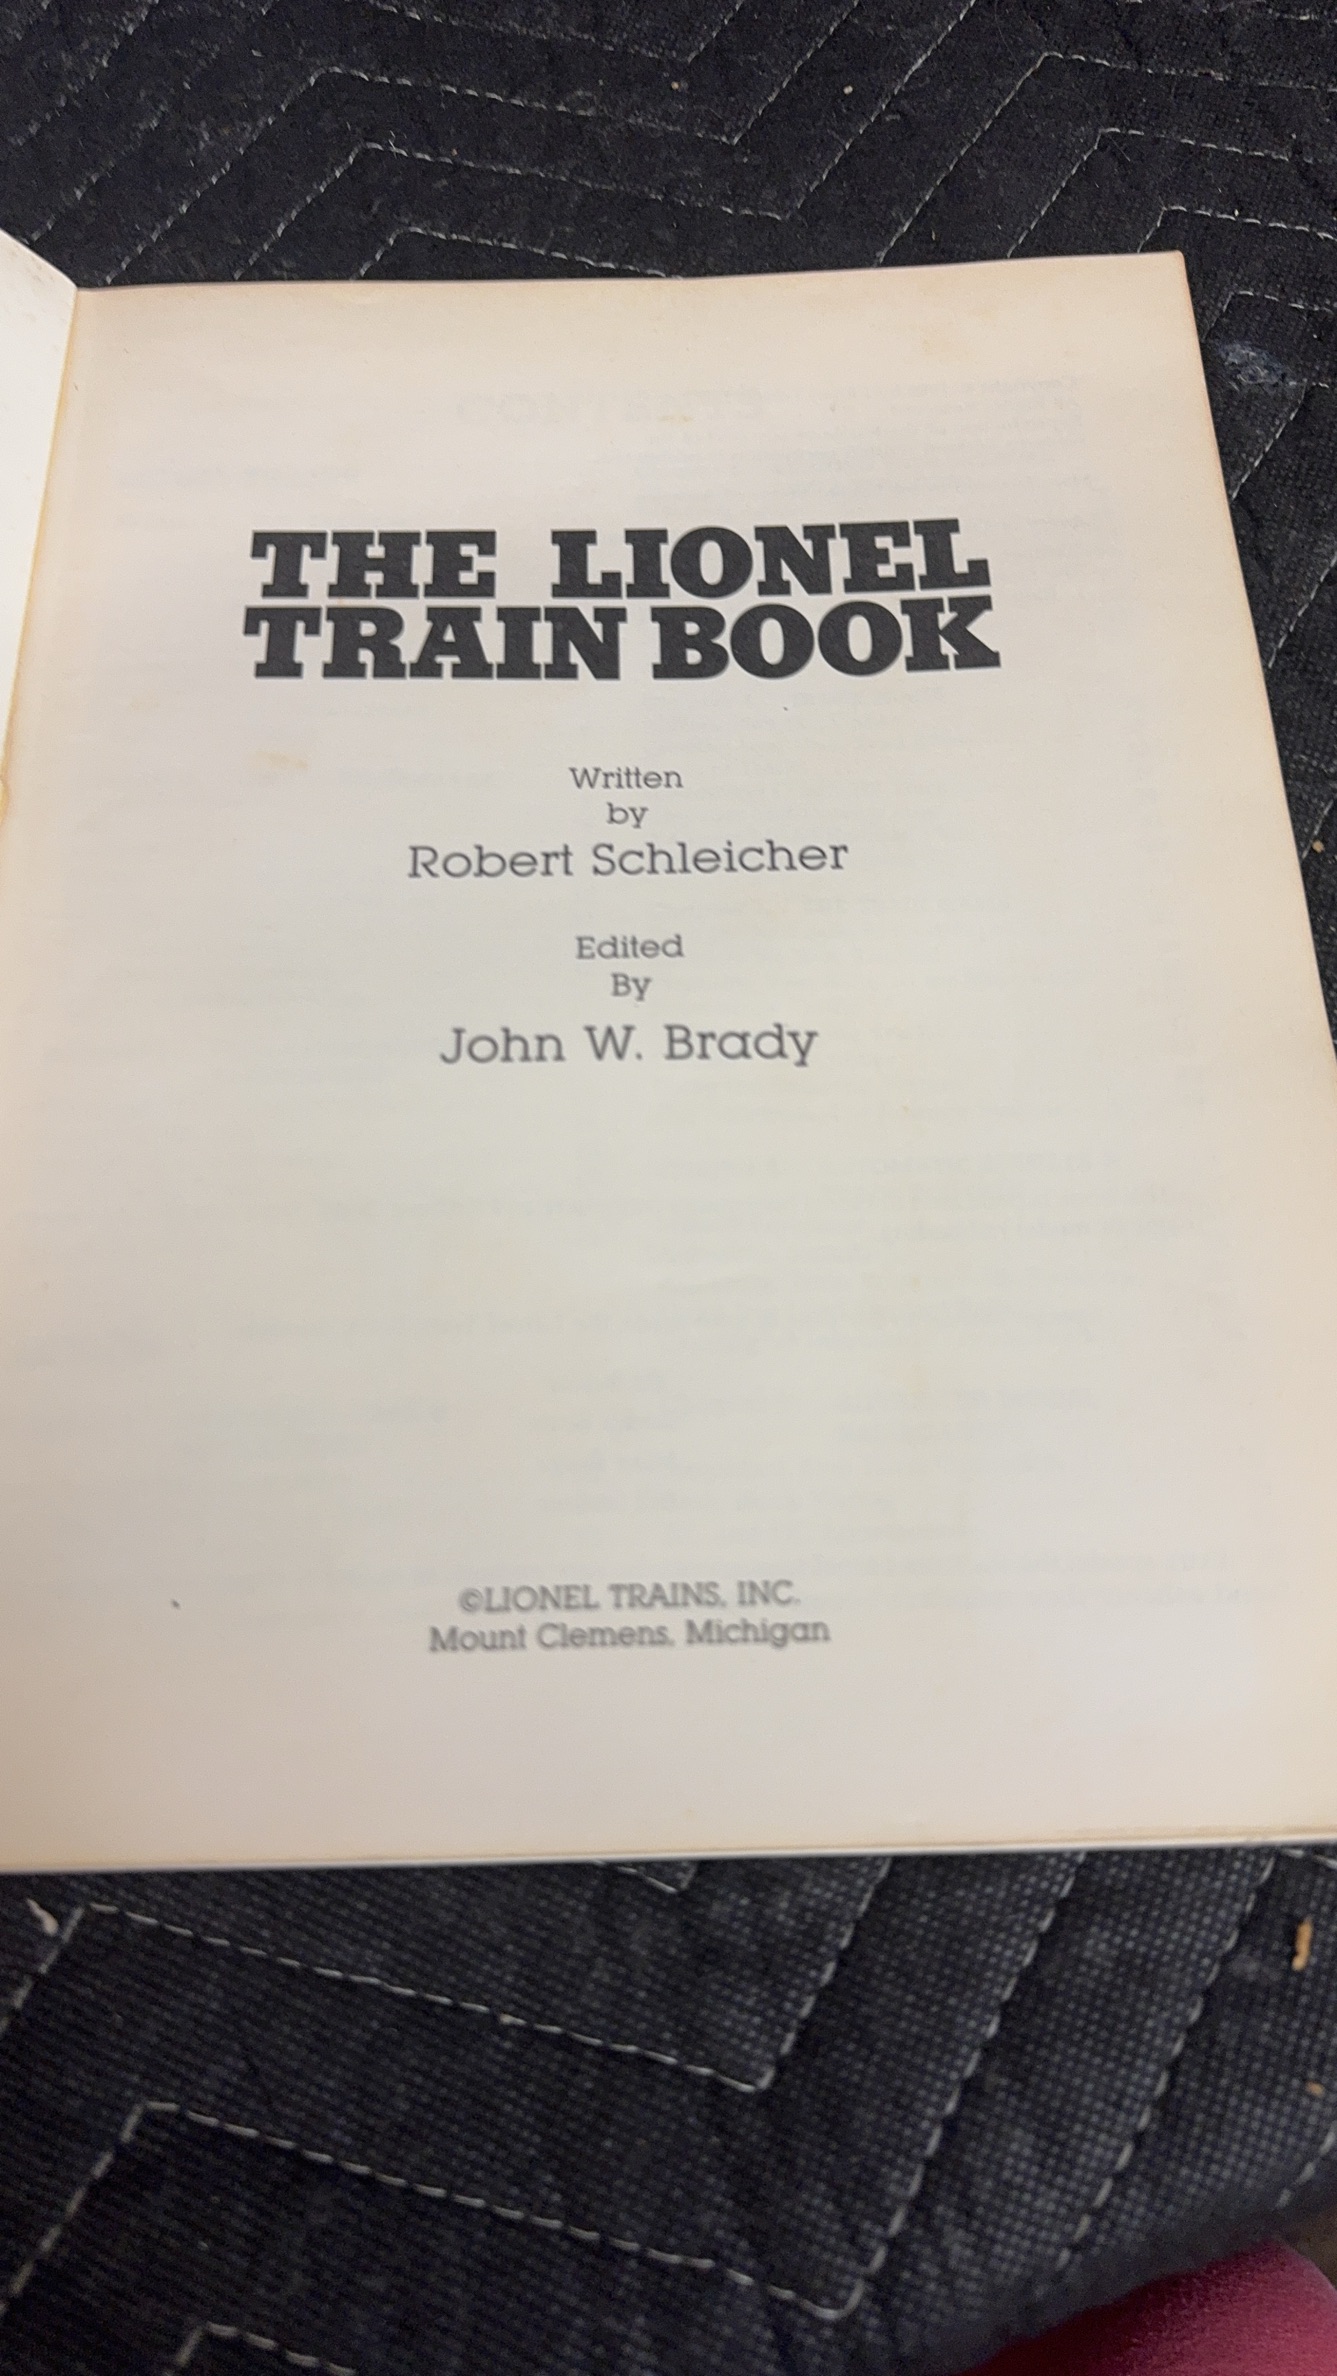 THE LIONEL
TRAIN BOOK
Written
by
Robert Schleicher
Edited
By
John W. Brady
©LIONEL TRAINS, INC.
Mount Clemens, Michigan